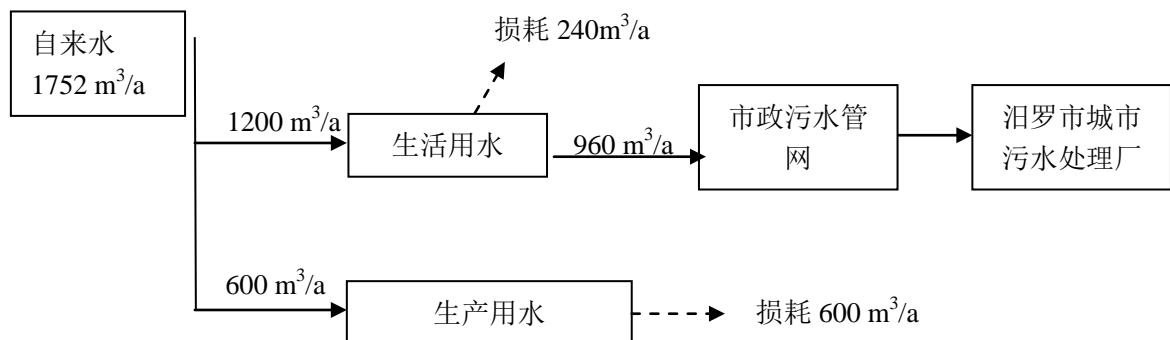 损耗 240m³/a
自来水
1752 m³/a
1200 m³/a
生活用水
960 m³/a
市政污水管
网
汨罗市城市
污水处理厂
600 m³/a
生产用水
损耗 600 m³/a